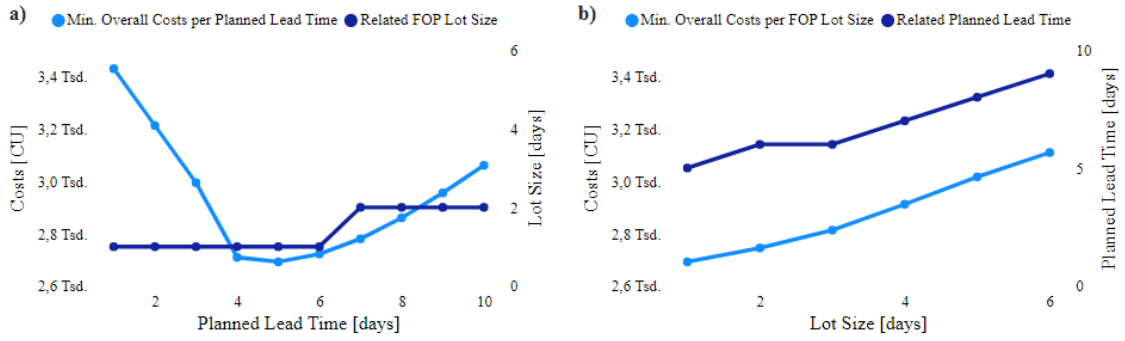 a)
Min. Overall Costs per Planned Lead Time Related FOP Lot Size
Costs [CU]
3,4 Tsd.
3,2 Tsd.
3,0 Tsd.
2,8 Tsd.
2,6 Tsd.
6
4
2
0
Lot Size [days]
2 4 6 8 10
Planned Lead Time [days]
b)
Min. Overall Costs per FOP Lot Size Related Planned Lead Time
Costs [CU]
3,4 Tsd.
3,2 Tsd.
3,0 Tsd.
2,8 Tsd.
2,6 Tsd.
10
5
0
Planned Lead Time [days]
2 4 6
Lot Size [days]